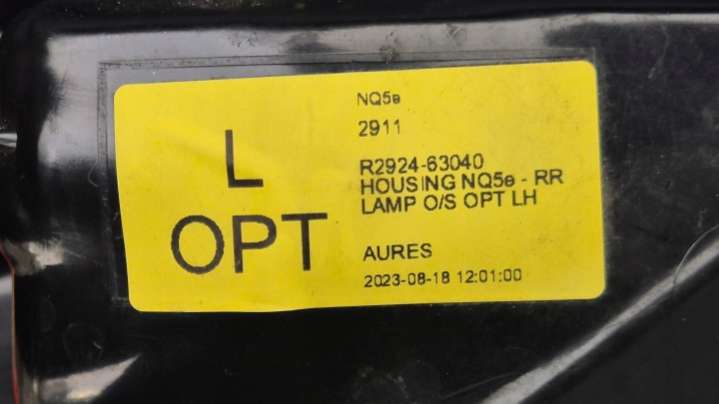 L
OPT
NQ5e
2911
R2924-63040
HOUSING NQ5e - RR
LAMP O/S OPT LH
AURES
2023-08-18 12:01:00